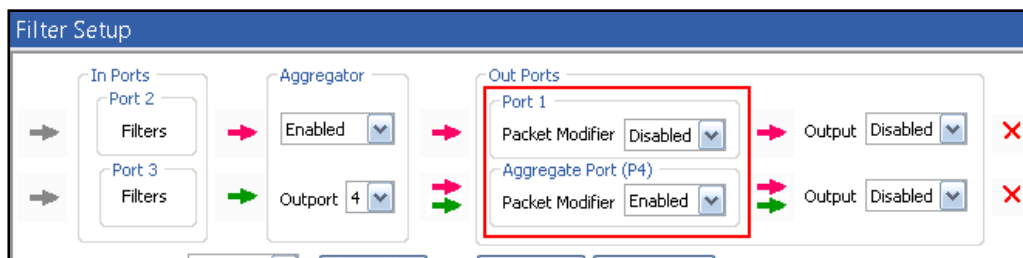 Filter Setup
In Ports
Aggregator
Out Ports
Port 2
Port 1
Filters
Enabled
Packet Modifier Disabled
Output Disabled
Port 3
Aggregate Port (P4)
Filters
Outport 4
Packet Modifier Enabled
Output Disabled